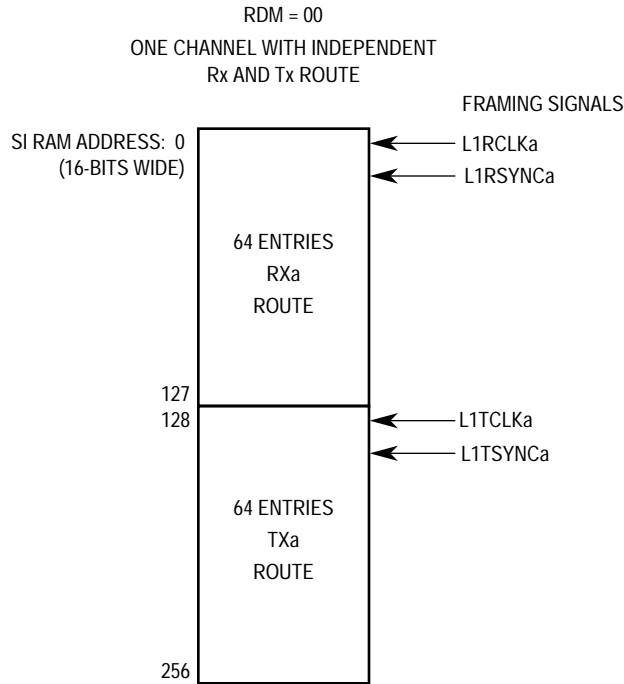 RDM = 00
ONE CHANNEL WITH INDEPENDENT
Rx AND Tx ROUTE
FRAMING SIGNALS
SI RAM ADDRESS: 0
(16-BITS WIDE)
L1RCLKa
L1RSYNCa
64 ENTRIES
RXa
ROUTE
127
128
L1TCLKa
L1TSYNCa
64 ENTRIES
TXa
ROUTE
256